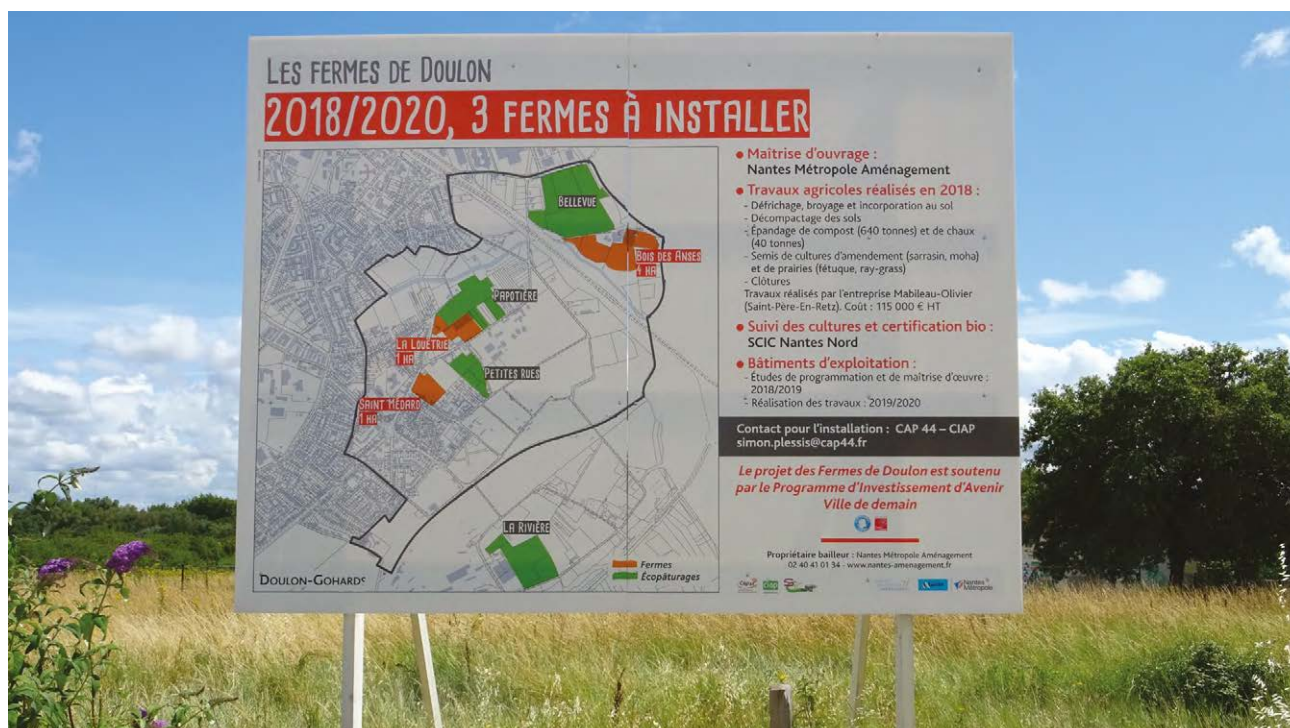 LES FERMES DE DOULON
2018/2020, 3 FERMES À INSTALLER
BELLEVUE
BOIS DES ANSES
4 HA
PAPOTIÈRE
LA LOUËTRIE
1 HA
PETITES RUES
SAINT MÉDARD
1 HA
LA RIVIÈRE
DOULON-GOHARDS
Fermes
Écopâturages
• Maîtrise d'ouvrage :
Nantes Métropole Aménagement
• Travaux agricoles réalisés en 2018 :
- Défrichage, broyage et incorporation au sol
- Décompactage des sols
- Épandage de compost (640 tonnes) et de chaux
(40 tonnes)
- Semis de cultures d'amendement (sarrasin, moha)
et de prairies (fétuque, ray-grass)
- Clôtures
Travaux réalisés par l'entreprise Mabileau-Olivier
(Saint-Père-En-Retz). Coût : 115 000 € HT
• Suivi des cultures et certification bio :
SCIC Nantes Nord
• Bâtiments d'exploitation :
- Études de programmation et de maîtrise d'œuvre :
2018/2019
- Réalisation des travaux : 2019/2020
Contact pour l'installation : CAP 44 – CIAP
simon.plessis@cap44.fr
Le projet des Fermes de Doulon est soutenu
par le Programme d'Investissement d'Avenir
Ville de demain
Propriétaire bailleur : Nantes Métropole Aménagement
02 40 41 01 34 - www.nantes-amenagement.fr
ciap
Nantes
Métropole